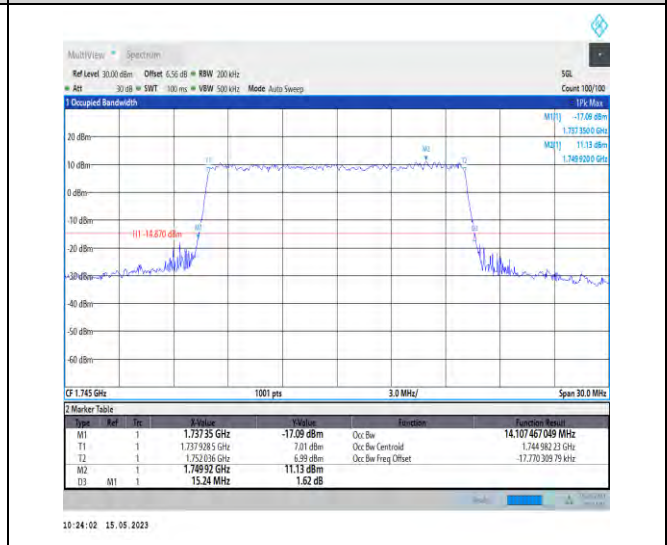 MultiView Spectrum
Ref Level 30.00 dBm Offset 6.56 dB RBW 200 kHz SGL
Att 30 dB SWT 100 ms VBW 500 kHz Mode Auto Sweep Count 100/100
1 Occupied Bandwidth 1Pk Max
M1[1] -17.09 dBm
1.7373500 GHz
M2[1] 11.13 dBm
1.7499200 GHz
20 dBm
M2
T1 T2
10 dBm
0 dBm
-10 dBm
H1 -14.870 dBm
-20 dBm
-30 dBm
-40 dBm
-50 dBm
-60 dBm
CF 1.745 GHz 1001 pts 3.0 MHz/ Span 30.0 MHz
2 Marker Table
Type Ref Trc X-Value Y-Value Function Function Result
M1 1 1.73735 GHz -17.09 dBm Occ Bw 14.107 467 049 MHz
T1 1 1.737 928 5 GHz 7.01 dBm Occ Bw Centroid 1.744 982 23 GHz
T2 1 1.752 036 GHz 6.99 dBm Occ Bw Freq Offset -17.770 309 79 kHz
M2 1 1.74992 GHz 11.13 dBm
D3 M1 1 15.24 MHz 1.62 dB
10:24:02 15.05.2023